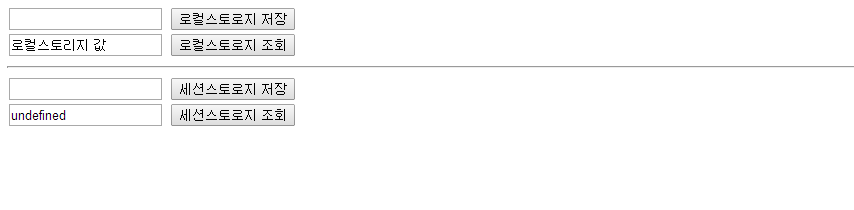 로컬스토로지 저장
로컬스토리지 값 로컬스토로지 조회
세션스토로지 저장
undefined 세션스토로지 조회